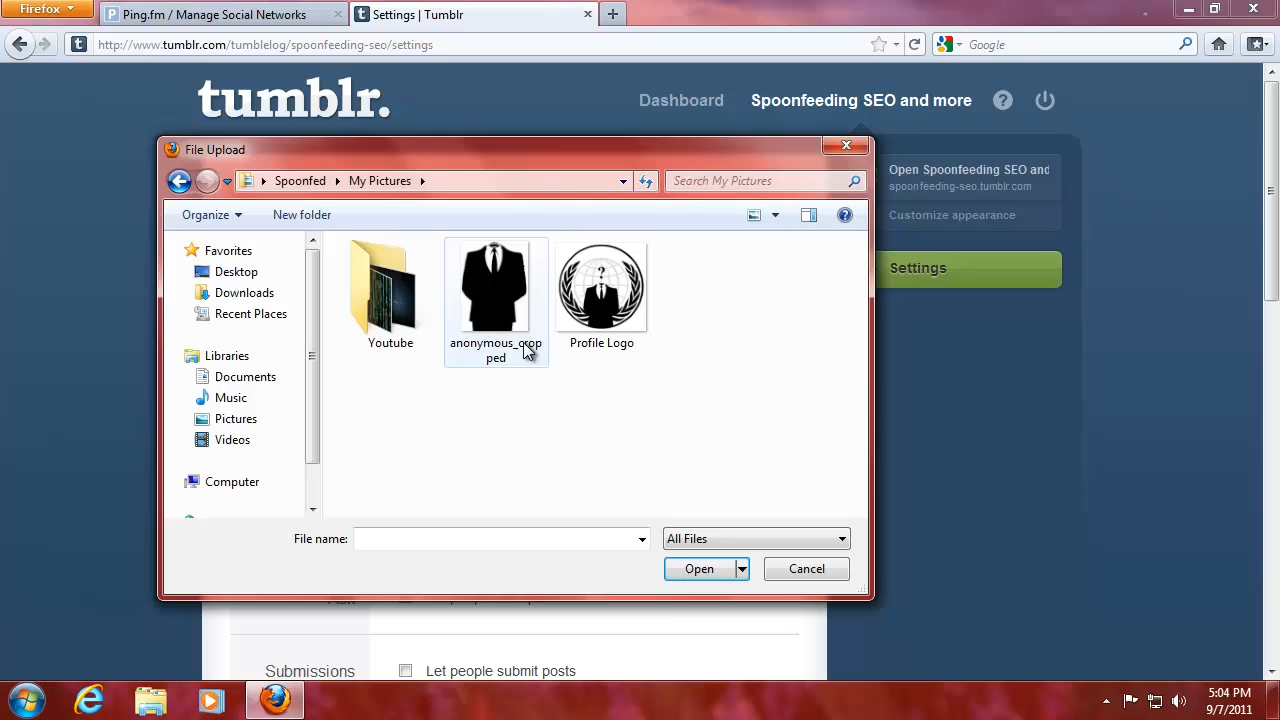 Firefox
Ping.fm / Manage Social Networks
Settings | Tumblr
http://www.tumblr.com/tumblelog/spoonfeeding-seo/settings
Google
tumblr.
Dashboard
Spoonfeeding SEO and more
File Upload
Spoonfed
My Pictures
Search My Pictures
Open Spoonfeeding SEO and
spoonfeeding-seo.tumblr.com
Organize
New folder
Customize appearance
Favorites
Desktop
Downloads
Recent Places
Libraries
Documents
Music
Pictures
Videos
Computer
Settings
Youtube
anonymous_crop
ped
Profile Logo
File name:
All Files
Open
Cancel
Submissions
Let people submit posts
5:04 PM
9/7/2011